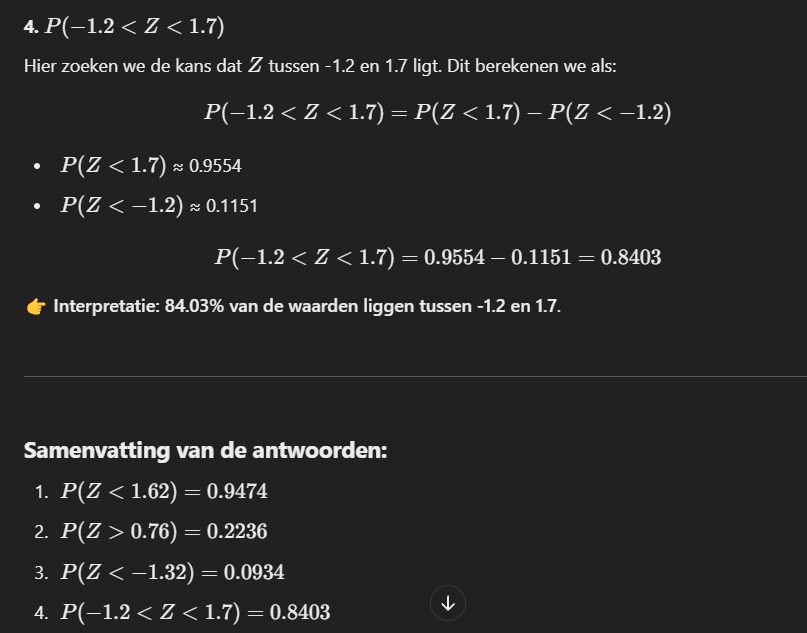 4. P(−1.2 < Z < 1.7)
Hier zoeken we de kans dat Z tussen -1.2 en 1.7 ligt. Dit berekenen we als:
P(−1.2 < Z < 1.7) = P(Z < 1.7) − P(Z < −1.2)
• P(Z < 1.7) ≈ 0.9554
• P(Z < −1.2) ≈ 0.1151
P(−1.2 < Z < 1.7) = 0.9554 − 0.1151 = 0.8403
👉 Interpretatie: 84.03% van de waarden liggen tussen -1.2 en 1.7.
Samenvatting van de antwoorden:
1. P(Z < 1.62) = 0.9474
2. P(Z > 0.76) = 0.2236
3. P(Z < −1.32) = 0.0934
4. P(−1.2 < Z < 1.7) = 0.8403